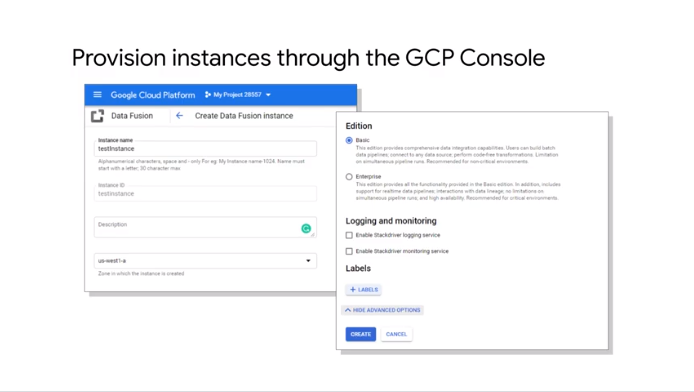 Provision instances through the GCP Console
Google Cloud Platform
My Project 28557
Data Fusion
Create Data Fusion instance
Instance name
testInstance
Alphanumerical characters, space and - only For eg: My Instance name-1024. Name must
start with a letter; 30 character max
Instance ID
testinstance
Description
us-west1-a
Zone in which the instance is created.
Edition
Basic
This edition provides comprehensive data integration capabilities. Users can build batch
data pipelines; connect to any data source; perform code-free transformations. Limitation
on simultaneous pipeline runs. Recommended for non-critical environments.
Enterprise
This edition provides all the functionality provided in the Basic edition. In addition, includes
support for realtime data pipelines; interactions with data lineage; no limitations on
simultaneous pipeline runs; and high availability. Recommended for critical environments.
Logging and monitoring
Enable Stackdriver logging service
Enable Stackdriver monitoring service
Labels
+ LABELS
HIDE ADVANCED OPTIONS
CREATE
CANCEL